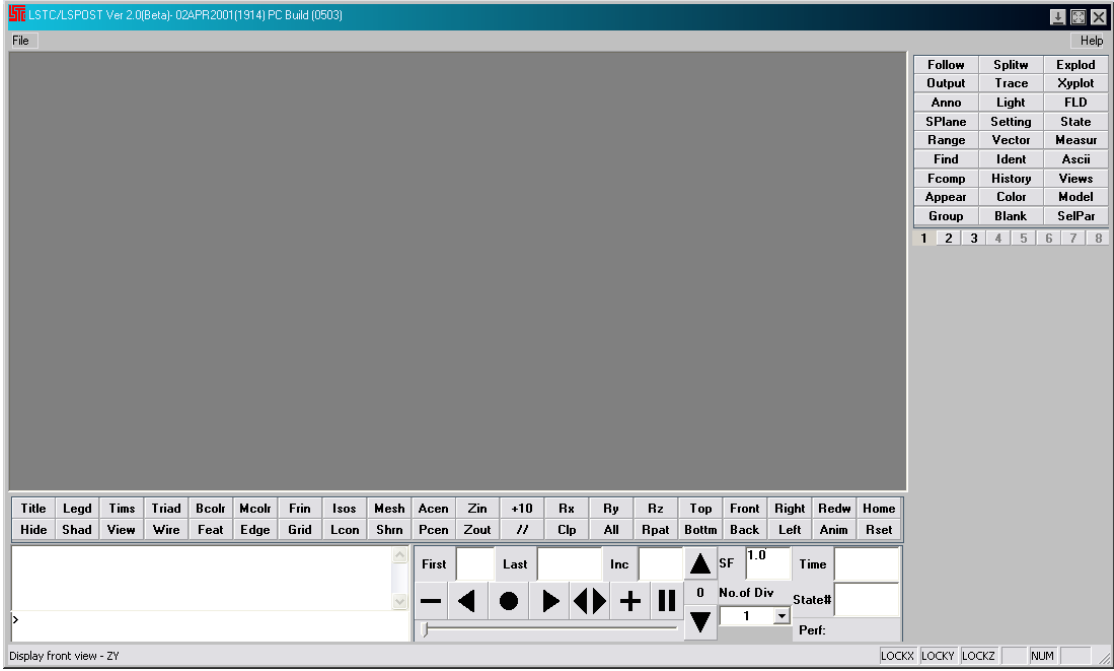 LSTC/LSPOST Ver 2.0(Beta)- 02APR2001(1914) PC Build (0503)
File Help
Follow Splitw Explod
Output Trace Xyplot
Anno Light FLD
SPlane Setting State
Range Vector Measur
Find Ident Ascii
Fcomp History Views
Appear Color Model
Group Blank SelPar
1 2 3 4 5 6 7 8
Title Legd Tims Triad Bcolr Mcolr Frin Isos Mesh Acen Zin +10 Rx Ry Rz Top Front Right Redw Home
Hide Shad View Wire Feat Edge Grid Lcon Shrn Pcen Zout // Clp All Rpat Bottm Back Left Anim Rset
First Last Inc SF 1.0 Time
0 No.of Div State#
1
> Perf:
Display front view - ZY LOCKX LOCKY LOCKZ NUM